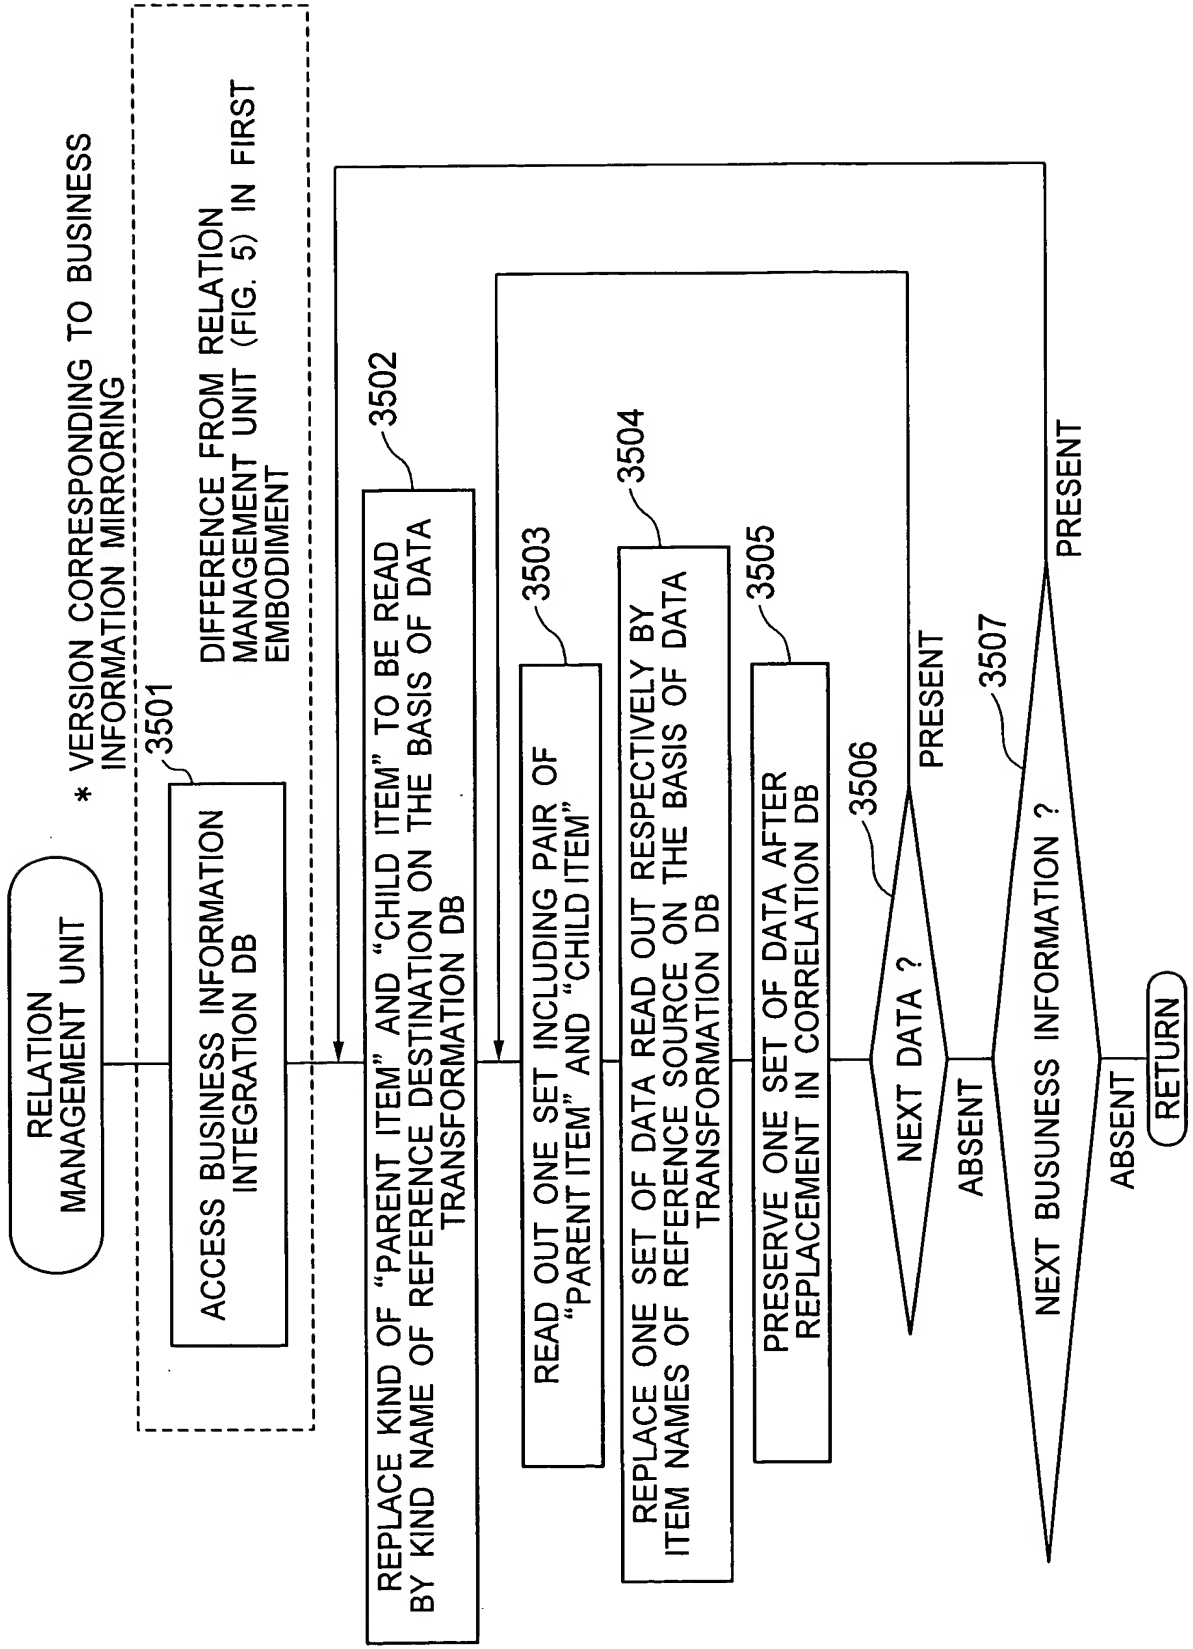 RELATION
MANAGEMENT UNIT
* VERSION CORRESPONDING TO BUSINESS
INFORMATION MIRRORING
3501
ACCESS BUSINESS INFORMATION
INTEGRATION DB
DIFFERENCE FROM RELATION
MANAGEMENT UNIT (FIG. 5) IN FIRST
EMBODIMENT
3502
REPLACE KIND OF “PARENT ITEM” AND “CHILD ITEM” TO BE READ
BY KIND NAME OF REFERENCE DESTINATION ON THE BASIS OF DATA
TRANSFORMATION DB
3503
READ OUT ONE SET INCLUDING PAIR OF
“PARENT ITEM” AND “CHILD ITEM”
3504
REPLACE ONE SET OF DATA READ OUT RESPECTIVELY BY
ITEM NAMES OF REFERENCE SOURCE ON THE BASIS OF DATA
TRANSFORMATION DB
3505
PRESERVE ONE SET OF DATA AFTER
REPLACEMENT IN CORRELATION DB
3506
NEXT DATA ?
PRESENT
ABSENT
3507
NEXT BUSUNESS INFORMATION ?
PRESENT
ABSENT
RETURN